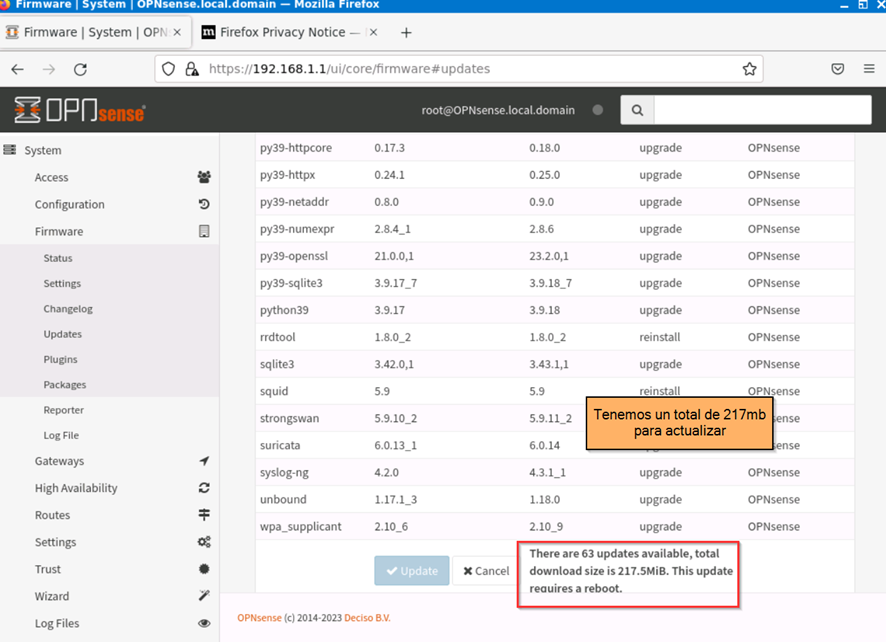 Firmware | System | OPNsense.local.domain — Mozilla Firefox
Firmware | System | OPN
Firefox Privacy Notice —
https://192.168.1.1/ui/core/firmware#updates
OPNsense
root@OPNsense.local.domain
System
Access
Configuration
Firmware
Status
Settings
Changelog
Updates
Plugins
Packages
Reporter
Log File
Gateways
High Availability
Routes
Settings
Trust
Wizard
Log Files
py39-httpcore 0.17.3 0.18.0 upgrade OPNsense
py39-httpx 0.24.1 0.25.0 upgrade OPNsense
py39-netaddr 0.8.0 0.9.0 upgrade OPNsense
py39-numexpr 2.8.4_1 2.8.6 upgrade OPNsense
py39-openssl 21.0.0,1 23.2.0,1 upgrade OPNsense
py39-sqlite3 3.9.17_7 3.9.18_7 upgrade OPNsense
python39 3.9.17 3.9.18 upgrade OPNsense
rrdtool 1.8.0_2 1.8.0_2 reinstall OPNsense
sqlite3 3.42.0,1 3.43.1,1 upgrade OPNsense
squid 5.9 5.9 reinstall OPNsense
strongswan 5.9.10_2 5.9.11_2
suricata 6.0.13_1 6.0.14
syslog-ng 4.2.0 4.3.1_1 upgrade OPNsense
unbound 1.17.1_3 1.18.0 upgrade OPNsense
wpa_supplicant 2.10_6 2.10_9 upgrade OPNsense
Tenemos un total de 217mb
para actualizar
Update
Cancel
There are 63 updates available, total
download size is 217.5MiB. This update
requires a reboot.
OPNsense (c) 2014-2023 Deciso B.V.